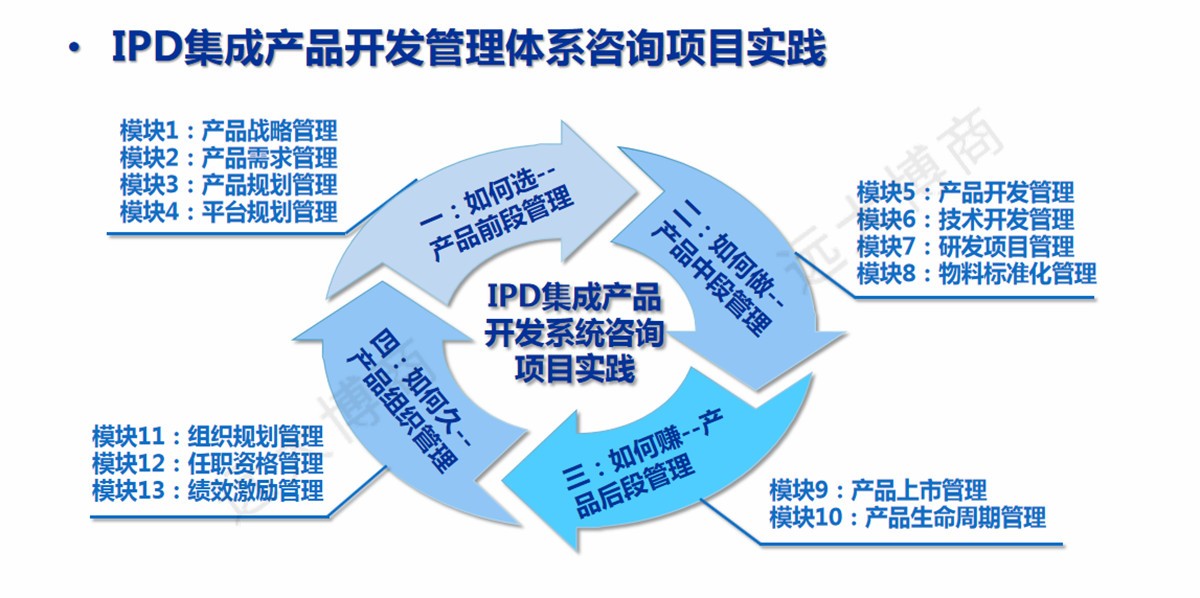 • IPD集成产品开发管理体系咨询项目实践
模块1：产品战略管理
模块2：产品需求管理
模块3：产品规划管理
模块4：平台规划管理
一：如何选--
产品前段管理
二：如何做--
产品中段管理
模块5：产品开发管理
模块6：技术开发管理
模块7：研发项目管理
模块8：物料标准化管理
IPD集成产品
开发系统咨询
项目实践
四：如何久--
产品组织管理
三：如何赚--产
品后段管理
模块11：组织规划管理
模块12：任职资格管理
模块13：绩效激励管理
模块9：产品上市管理
模块10：产品生命周期管理